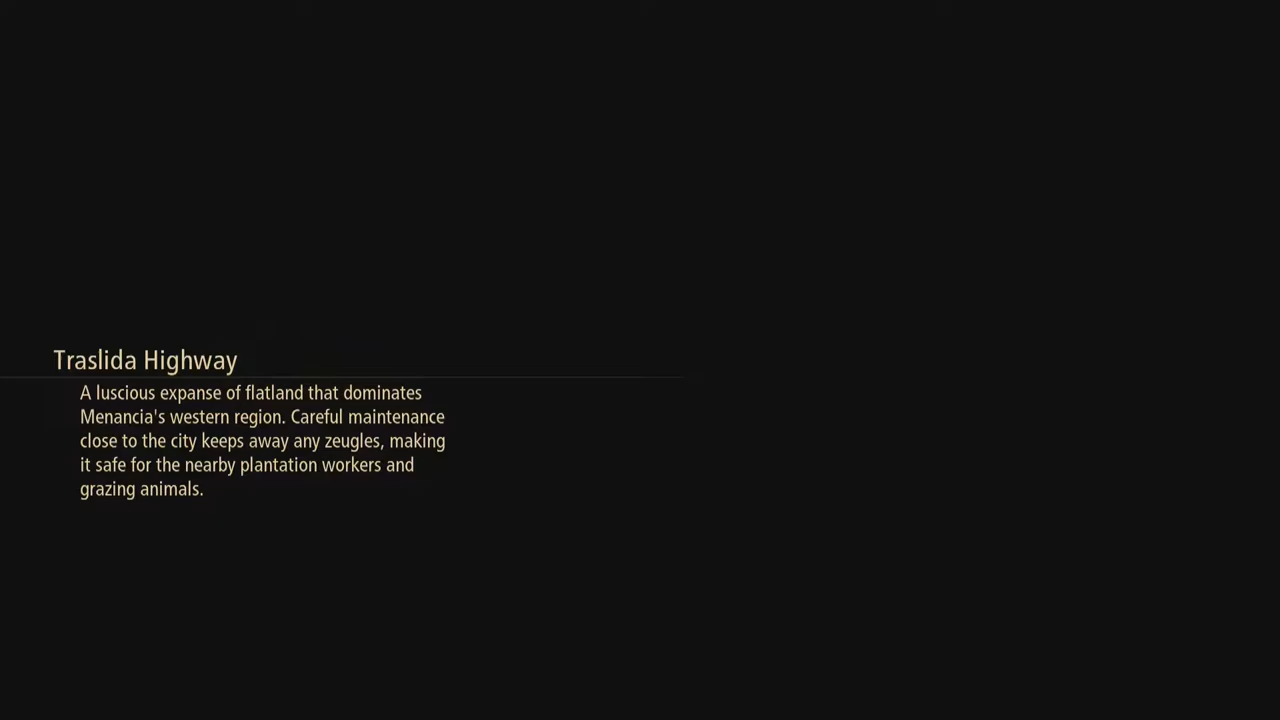 Traslida Highway
A luscious expanse of flatland that dominates
Menancia's western region. Careful maintenance
close to the city keeps away any zeugles, making
it safe for the nearby plantation workers and
grazing animals.